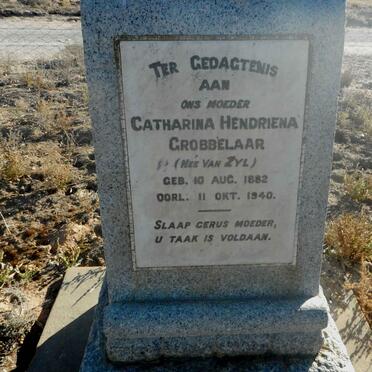 TER GEDAGTENIS
AAN
ONS MOEDER
CATHARINA HENDRIENA
GROBBELAAR
(NEE VAN ZYL)
GEB. 10 AUG. 1882
OORL. 11 OKT. 1940.
SLAAP GERUS MOEDER,
U TAAK IS VOLDAAN.